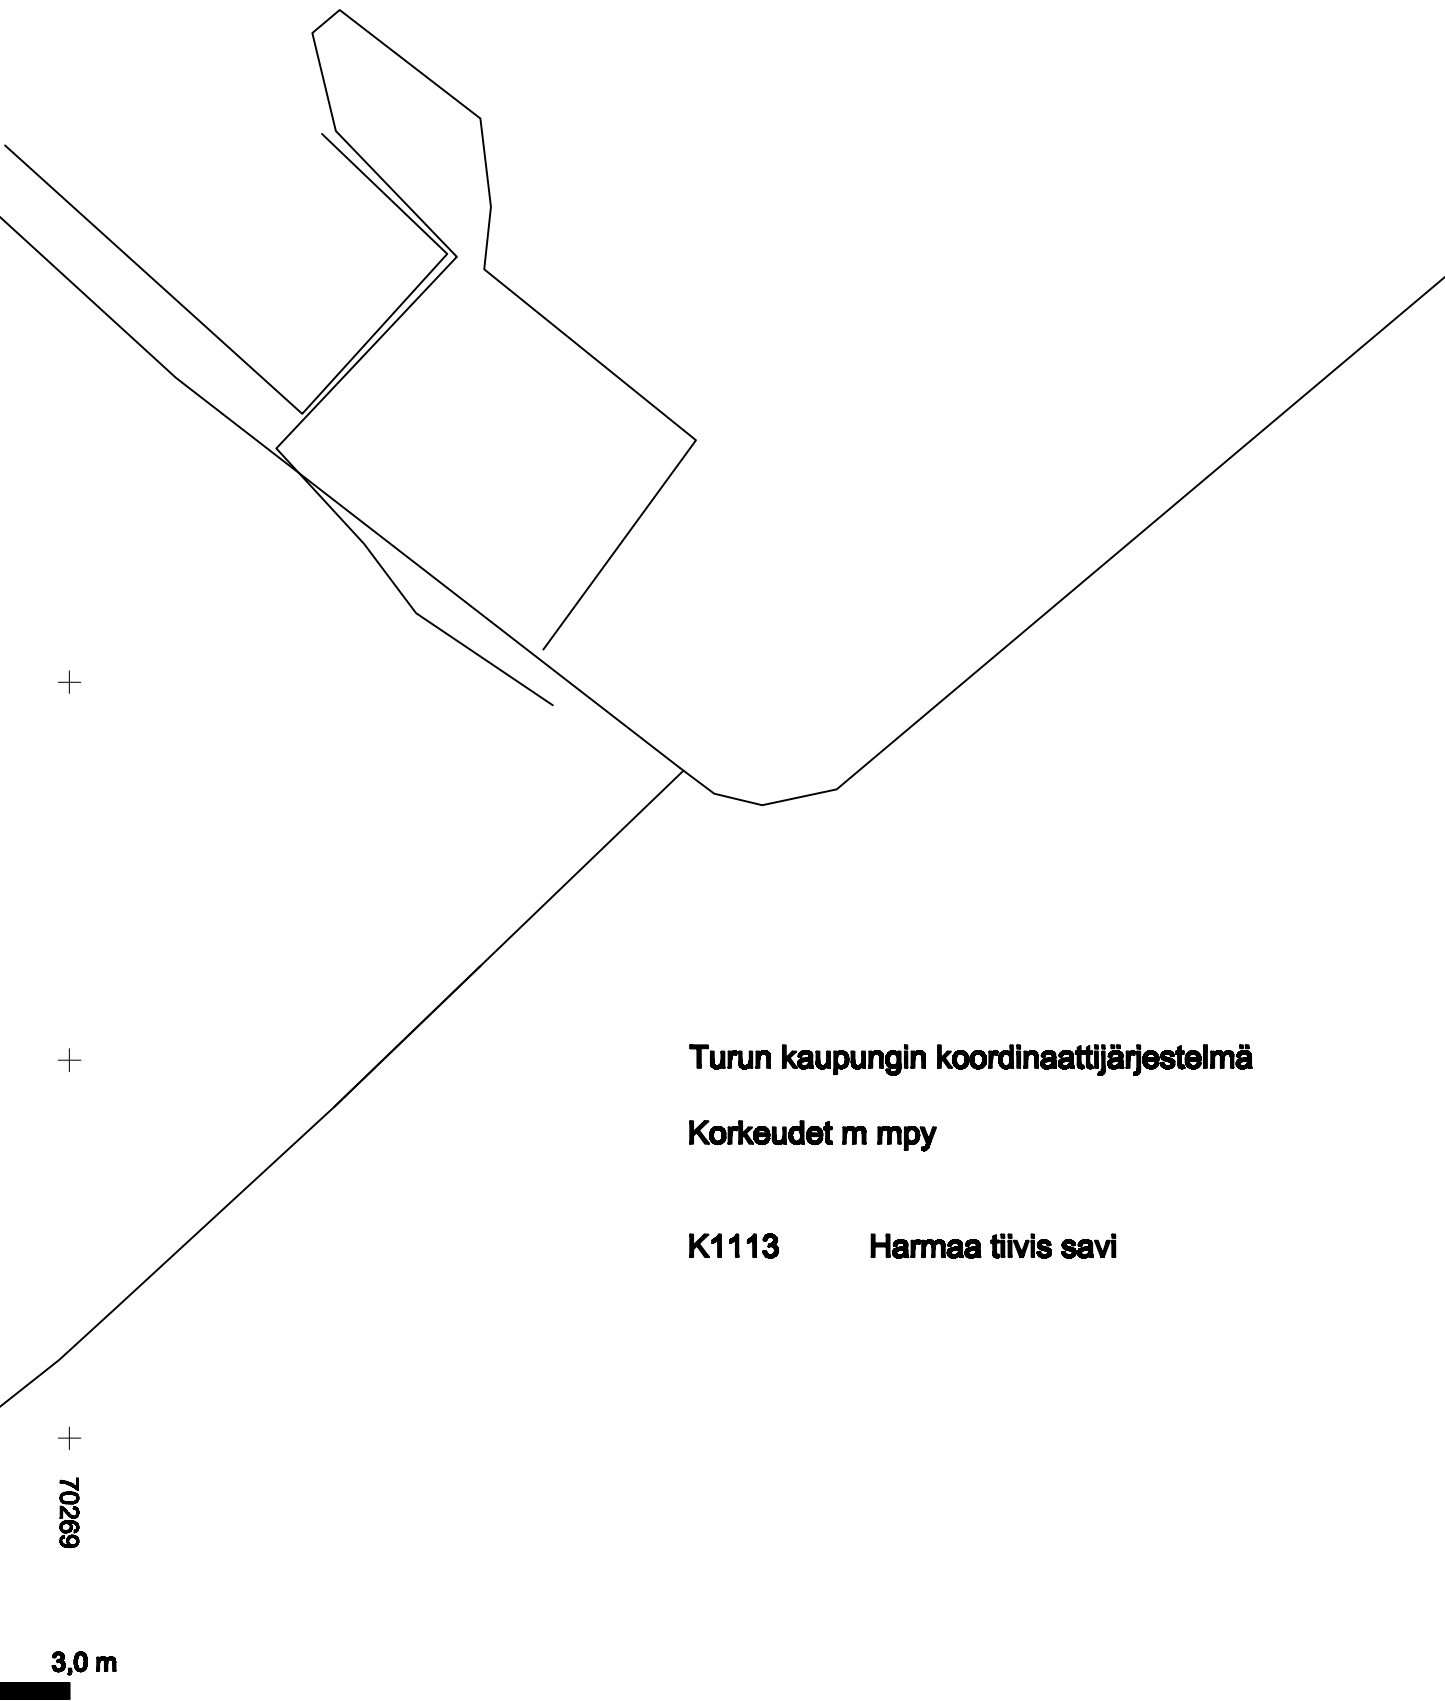 Turun kaupungin koordinaattijärjestelmä
Korkeudet m mpy
K1113 Harmaa tiivis savi
70269
3,0 m